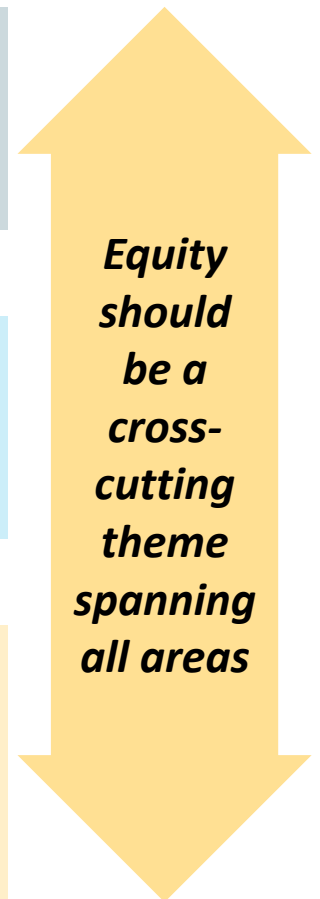 Equity
should
be a
cross-
cutting
theme
spanning
all areas